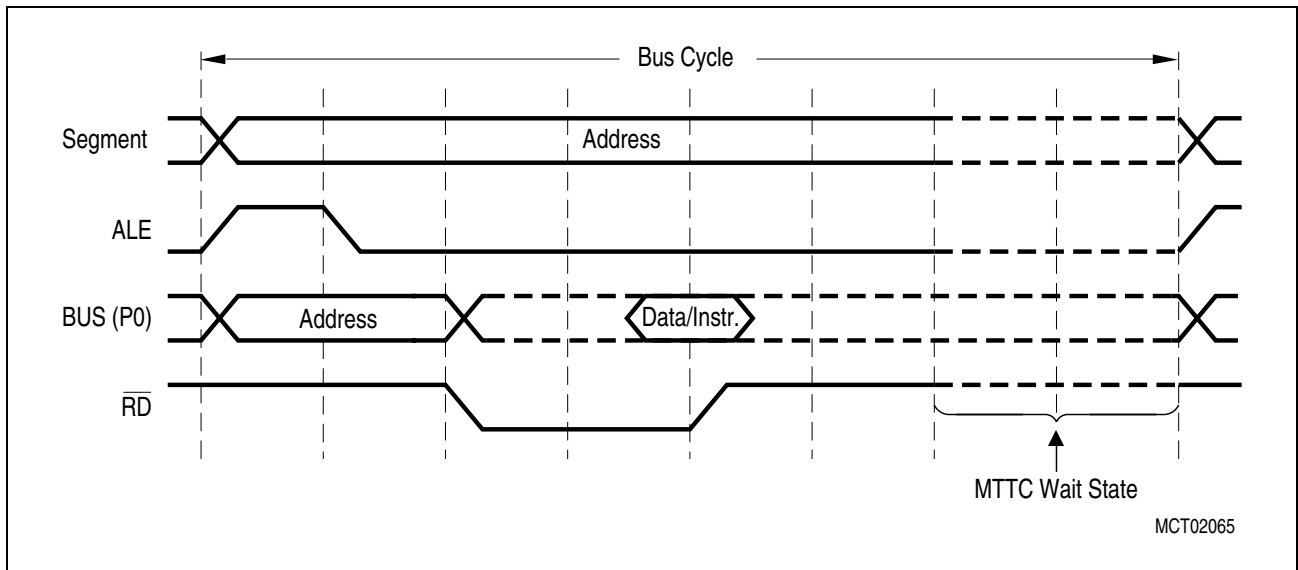 Bus Cycle
Segment
Address
ALE
BUS (P0)
Address
Data/Instr.
RD
MTTC Wait State
MCT02065